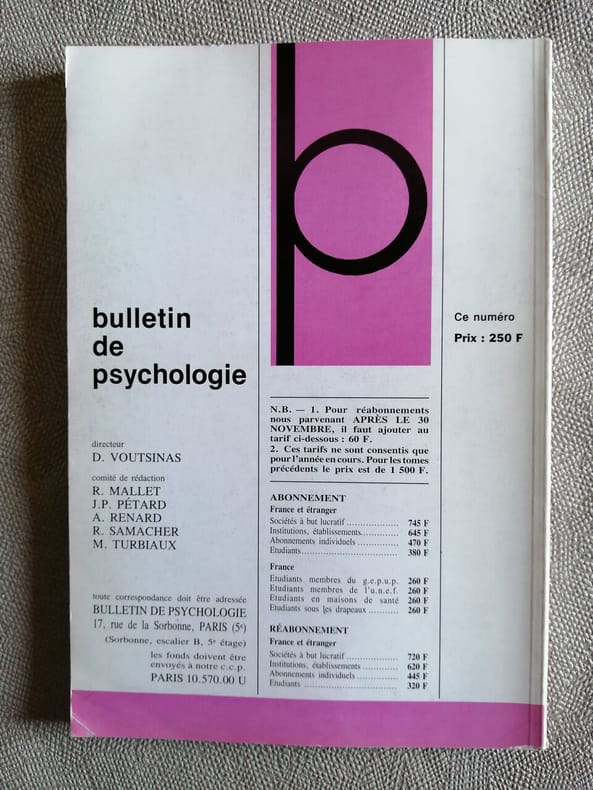 bulletin
de
psychologie
directeur
D. VOUTSINAS
comité de rédaction
R. MALLET
J.P. PÉTARD
A. RENARD
R. SAMACHER
M. TURBIAUX
toute correspondance doit être adressée
BULLETIN DE PSYCHOLOGIE
17, rue de la Sorbonne, PARIS (5e)
(Sorbonne, escalier B, 5e étage)
les fonds doivent être
envoyés à notre c.c.p.
PARIS 10.570.00 U
b
N.B. — 1. Pour réabonnements
nous parvenant APRÈS LE 30
NOVEMBRE, il faut ajouter au
tarif ci-dessous : 60 F.
2. Ces tarifs ne sont consentis que
pour l'année en cours. Pour les tomes
précédents le prix est de 1 500 F.
ABONNEMENT
France et étranger
Sociétés à but lucratif .................... 745 F
Institutions, établissements.............. 645 F
Abonnements individuels ................ 470 F
Etudiants..................................... 380 F
France
Etudiants membres du g.e.p.u.p. 260 F
Etudiants membres de l'u.n.e.f. 260 F
Etudiants en maisons de santé 260 F
Etudiants sous les drapeaux ........... 260 F
RÉABONNEMENT
France et étranger
Sociétés à but lucratif .................... 720 F
Institutions, établissements .............. 620 F
Abonnements individuels ................ 445 F
Etudiants .................................... 320 F
Ce numéro
Prix : 250 F